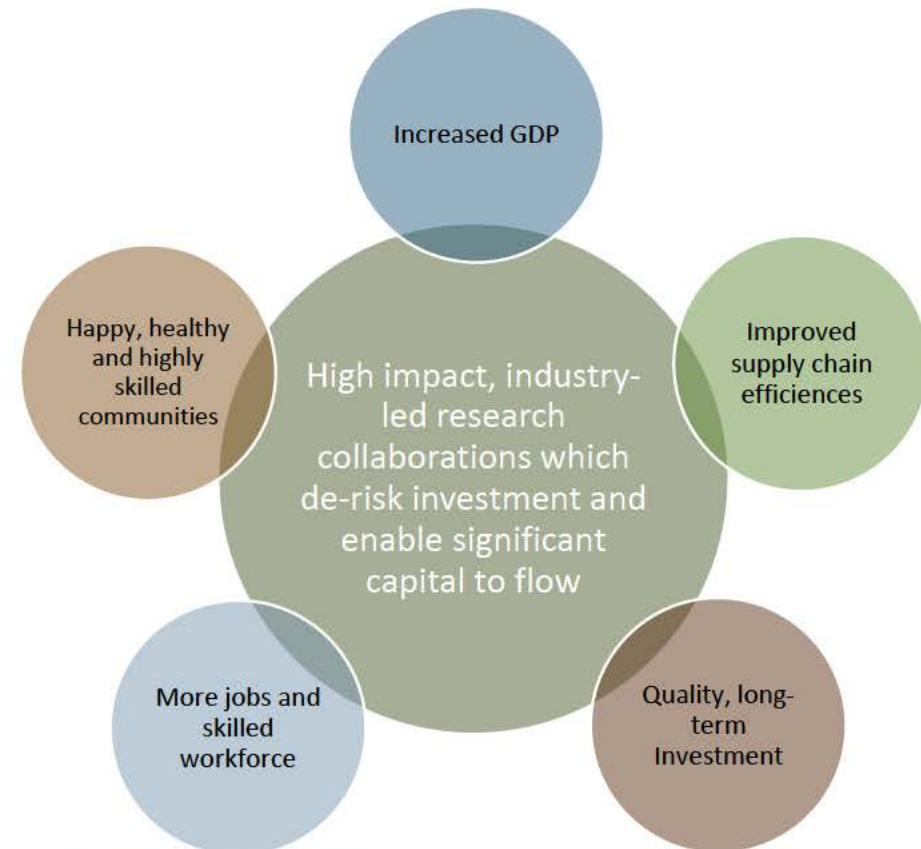 Increased GDP
Happy, healthy
and highly
skilled
communities
High impact, industry-
led research
collaborations which
de-risk investment and
enable significant
capital to flow
Improved
supply chain
efficiences
More jobs and
skilled
workforce
Quality, long-
term
Investment